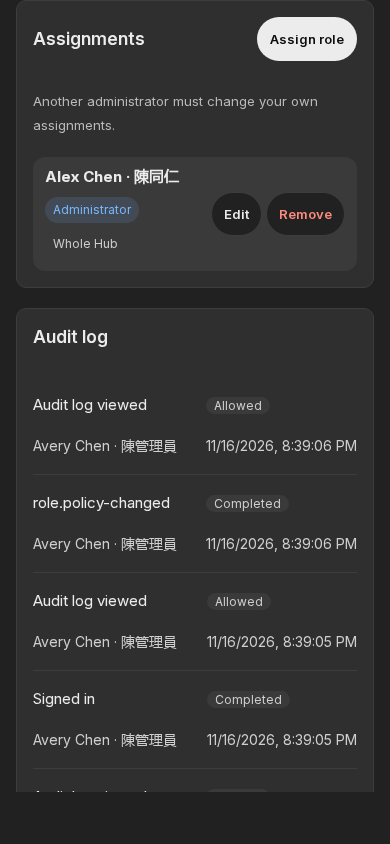 Assignments
Assign role
Another administrator must change your own
assignments.
Alex Chen · 陳同仁
Administrator
Edit
Remove
Whole Hub
Audit log
Audit log viewed
Allowed
Avery Chen · 陳管理員
11/16/2026, 8:39:06 PM
role.policy-changed
Completed
Avery Chen · 陳管理員
11/16/2026, 8:39:06 PM
Audit log viewed
Allowed
Avery Chen · 陳管理員
11/16/2026, 8:39:05 PM
Signed in
Completed
Avery Chen · 陳管理員
11/16/2026, 8:39:05 PM